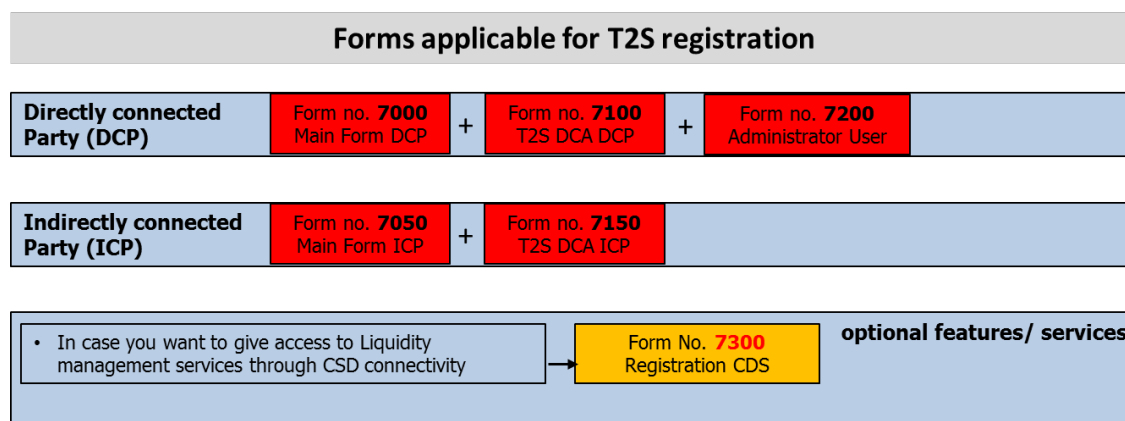 Forms applicable for T2S registration
Directly connected
Party (DCP)
Form no. 7000
Main Form DCP
+
Form no. 7100
T2S DCA DCP
+
Form no. 7200
Administrator User
Indirectly connected
Party (ICP)
Form no. 7050
Main Form ICP
+
Form no. 7150
T2S DCA ICP
• In case you want to give access to Liquidity
management services through CSD connectivity
Form No. 7300
Registration CDS
optional features/ services